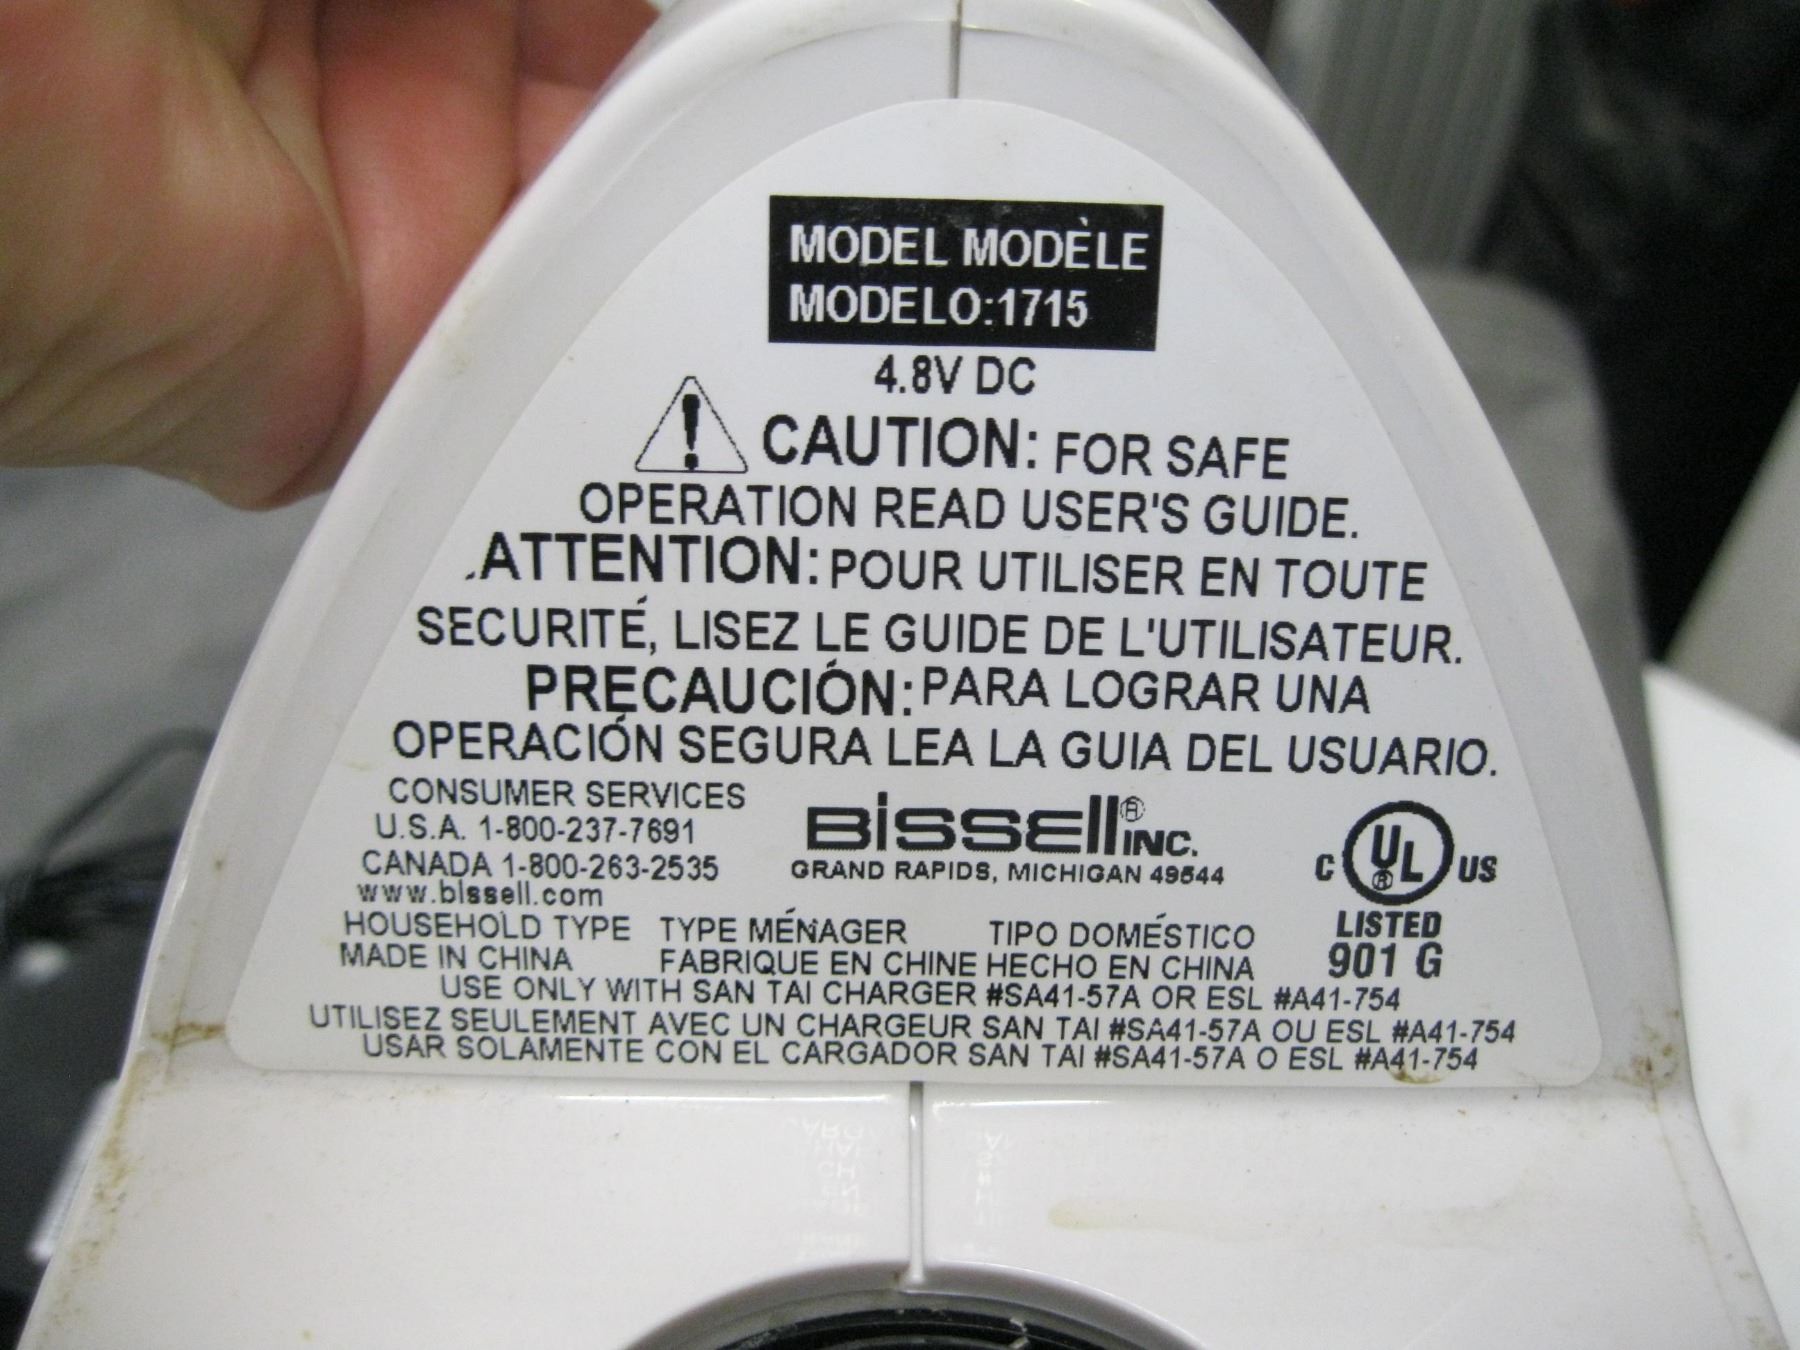 MODEL MODÈLE
MODELO:1715
4.8V DC
! CAUTION: FOR SAFE
OPERATION READ USER'S GUIDE.
.ATTENTION: POUR UTILISER EN TOUTE
SECURITÉ, LISEZ LE GUIDE DE L'UTILISATEUR.
PRECAUCIÓN: PARA LOGRAR UNA
OPERACIÓN SEGURA LEA LA GUIA DEL USUARIO.
CONSUMER SERVICES
U.S.A. 1-800-237-7691
CANADA 1-800-263-2535
www.bissell.com
BISSELL® INC.
GRAND RAPIDS, MICHIGAN 49544
C UL® US
LISTED
901 G
HOUSEHOLD TYPE TYPE MÉNAGER TIPO DOMÉSTICO
MADE IN CHINA FABRIQUE EN CHINE HECHO EN CHINA
USE ONLY WITH SAN TAI CHARGER #SA41-57A OR ESL #A41-754
UTILISEZ SEULEMENT AVEC UN CHARGEUR SAN TAI #SA41-57A OU ESL #A41-754
USAR SOLAMENTE CON EL CARGADOR SAN TAI #SA41-57A O ESL #A41-754